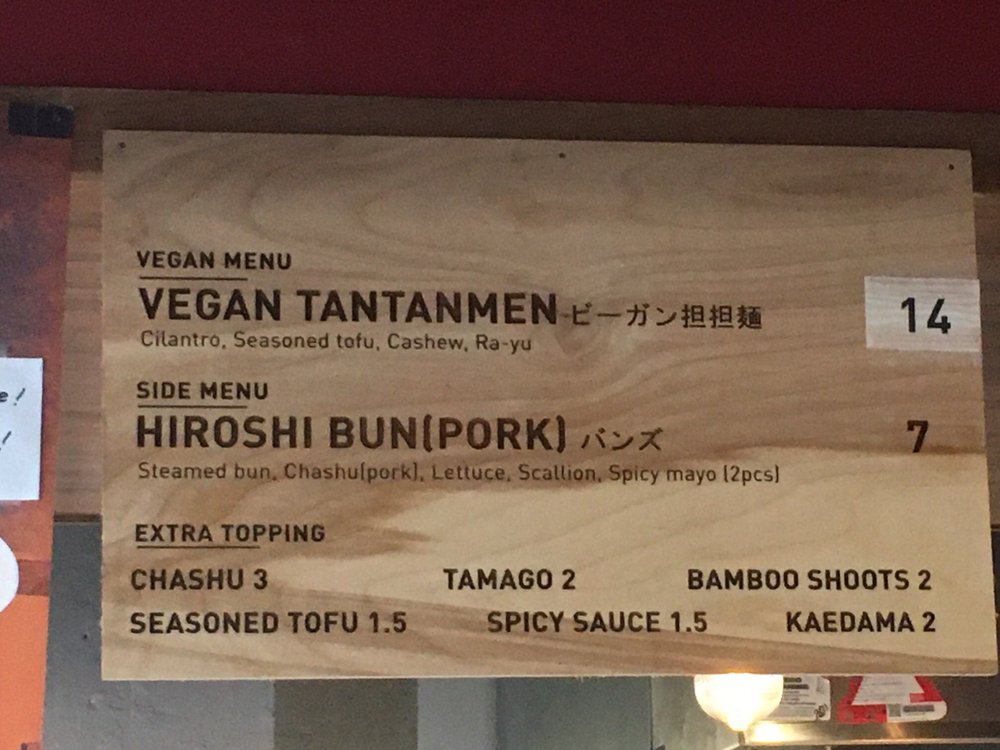 VEGAN MENU
VEGAN TANTANMEN ビーガン担担麺 14
Cilantro, Seasoned tofu, Cashew, Ra-yu
SIDE MENU
HIROSHI BUN(PORK) バンズ 7
Steamed bun, Chashu(pork), Lettuce, Scallion, Spicy mayo (2pcs)
EXTRA TOPPING
CHASHU 3 TAMAGO 2 BAMBOO SHOOTS 2
SEASONED TOFU 1.5 SPICY SAUCE 1.5 KAEDAMA 2